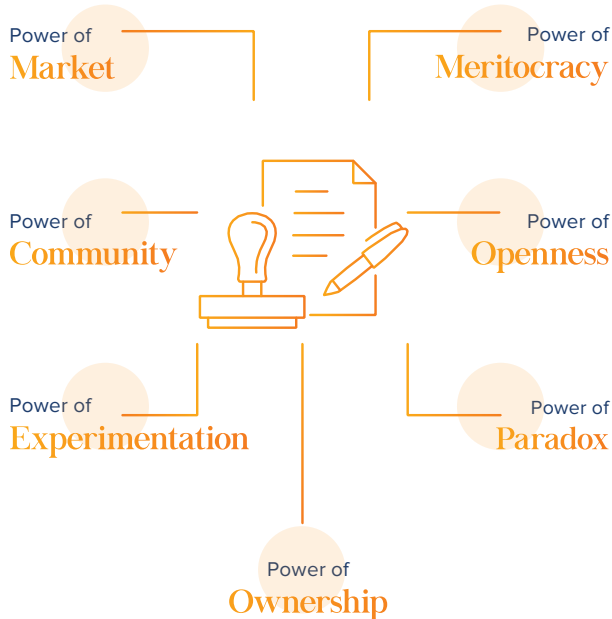 Power of
Market
Power of
Meritocracy
Power of
Community
Power of
Openness
Power of
Experimentation
Power of
Paradox
Power of
Ownership